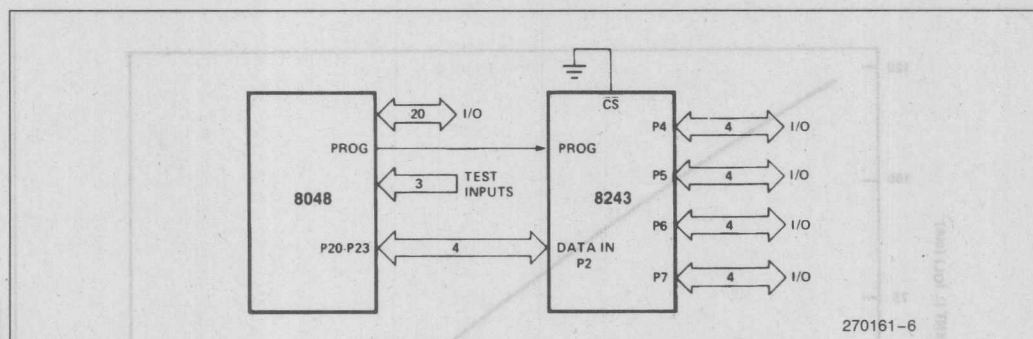 20 I/O
CS
P4 4 I/O
PROG PROG
3 TEST
INPUTS
P5 4 I/O
8048 8243
P6 4 I/O
P20-P23 4 DATA IN
P2
P7 4 I/O
270161-6